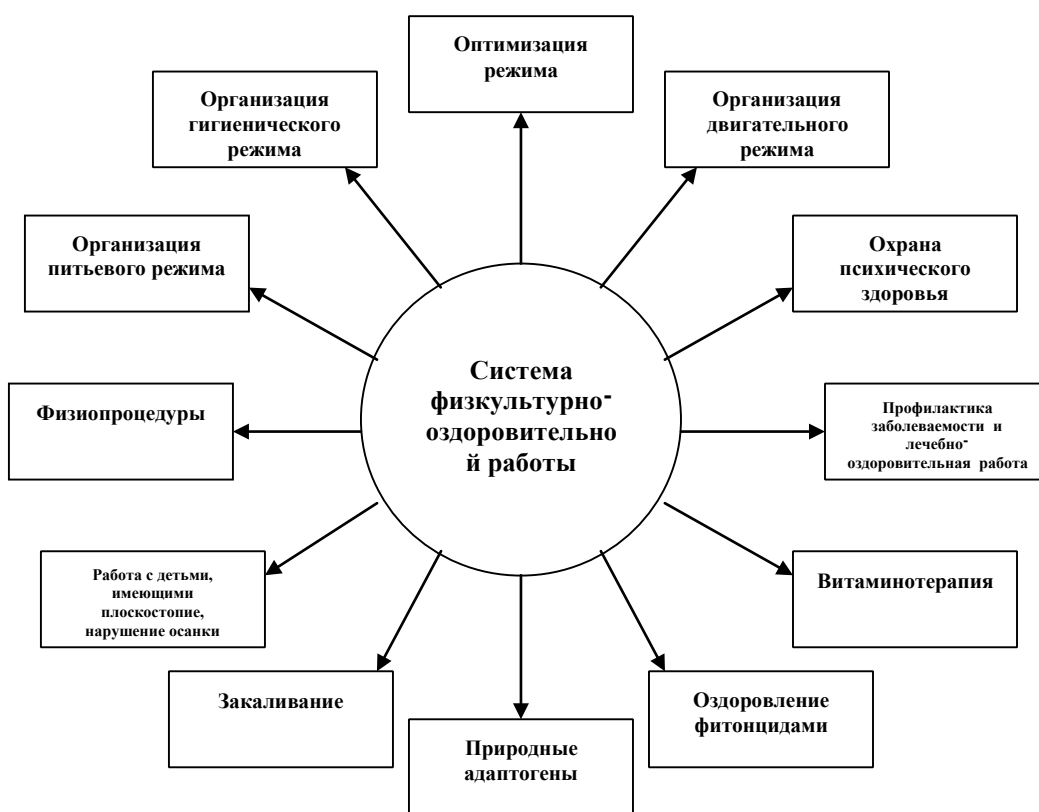 Оптимизация
режима
Организация
гигиенического
режима
Организация
двигательного
режима
Организация
питьевого режима
Охрана
психического
здоровья
Система
физкультурно-
оздоровительно
й работы
Физиопроцедуры
Профилактика
заболеваемости и
лечебно-
оздоровительная работа
Работа с детьми,
имеющими
плоскостопие,
нарушение осанки
Витаминотерапия
Закаливание
Оздоровление
фитонцидами
Природные
адаптогены